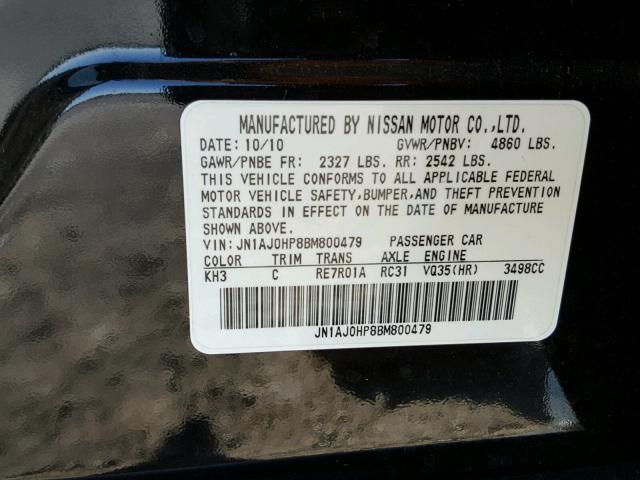 MANUFACTURED BY NISSAN MOTOR CO.,LTD.
DATE: 10/10 GVWR/PNBV: 4860 LBS.
GAWR/PNBE FR: 2327 LBS. RR: 2542 LBS.
THIS VEHICLE CONFORMS TO ALL APPLICABLE FEDERAL
MOTOR VEHICLE SAFETY,BUMPER,AND THEFT PREVENTION
STANDARDS IN EFFECT ON THE DATE OF MANUFACTURE
SHOWN ABOVE.
VIN: JN1AJ0HP8BM800479 PASSENGER CAR
COLOR TRIM TRANS AXLE ENGINE
KH3 C RE7R01A RC31 VQ35(HR) 3498CC
JN1AJ0HP8BM800479